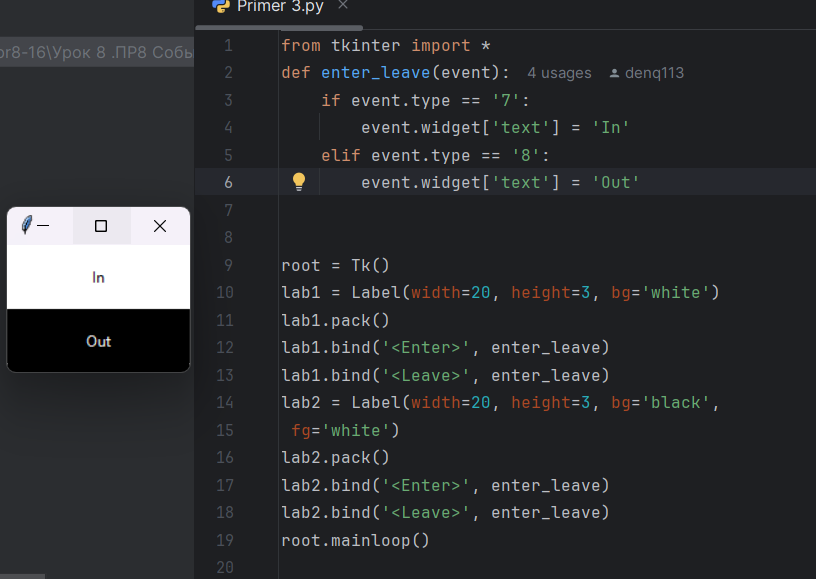 Primer 3.py
or8-16\Урок 8 .ПР8 Собы
1 from tkinter import *
2 def enter_leave(event): 4 usages denq113
3 if event.type == '7':
4 event.widget['text'] = 'In'
5 elif event.type == '8':
6 event.widget['text'] = 'Out'
7
8
9 root = Tk()
10 lab1 = Label(width=20, height=3, bg='white')
11 lab1.pack()
12 lab1.bind('<Enter>', enter_leave)
13 lab1.bind('<Leave>', enter_leave)
14 lab2 = Label(width=20, height=3, bg='black',
15 fg='white')
16 lab2.pack()
17 lab2.bind('<Enter>', enter_leave)
18 lab2.bind('<Leave>', enter_leave)
19 root.mainloop()
20
In
Out